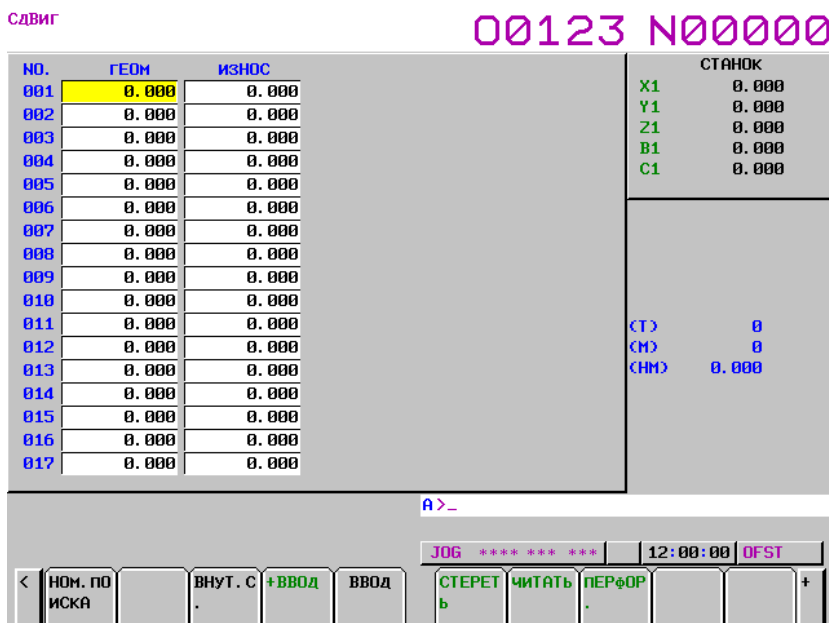 СДВИГ
O0123 N00000
NO. ГЕОМ ИЗНОС
001 0.000 0.000
002 0.000 0.000
003 0.000 0.000
004 0.000 0.000
005 0.000 0.000
006 0.000 0.000
007 0.000 0.000
008 0.000 0.000
009 0.000 0.000
010 0.000 0.000
011 0.000 0.000
012 0.000 0.000
013 0.000 0.000
014 0.000 0.000
015 0.000 0.000
016 0.000 0.000
017 0.000 0.000
СТАНОК
X1 0.000
Y1 0.000
Z1 0.000
B1 0.000
C1 0.000
(T) 0
(M) 0
(HM) 0.000
A>_
JOG **** *** *** 12:00:00 OFST
< НОМ.ПО
ИСКА
ВНУТ.С
.
+ВВОД
ВВОД
СТЕРЕТ
Ь
ЧИТАТЬ
ПЕРФОР
.
+